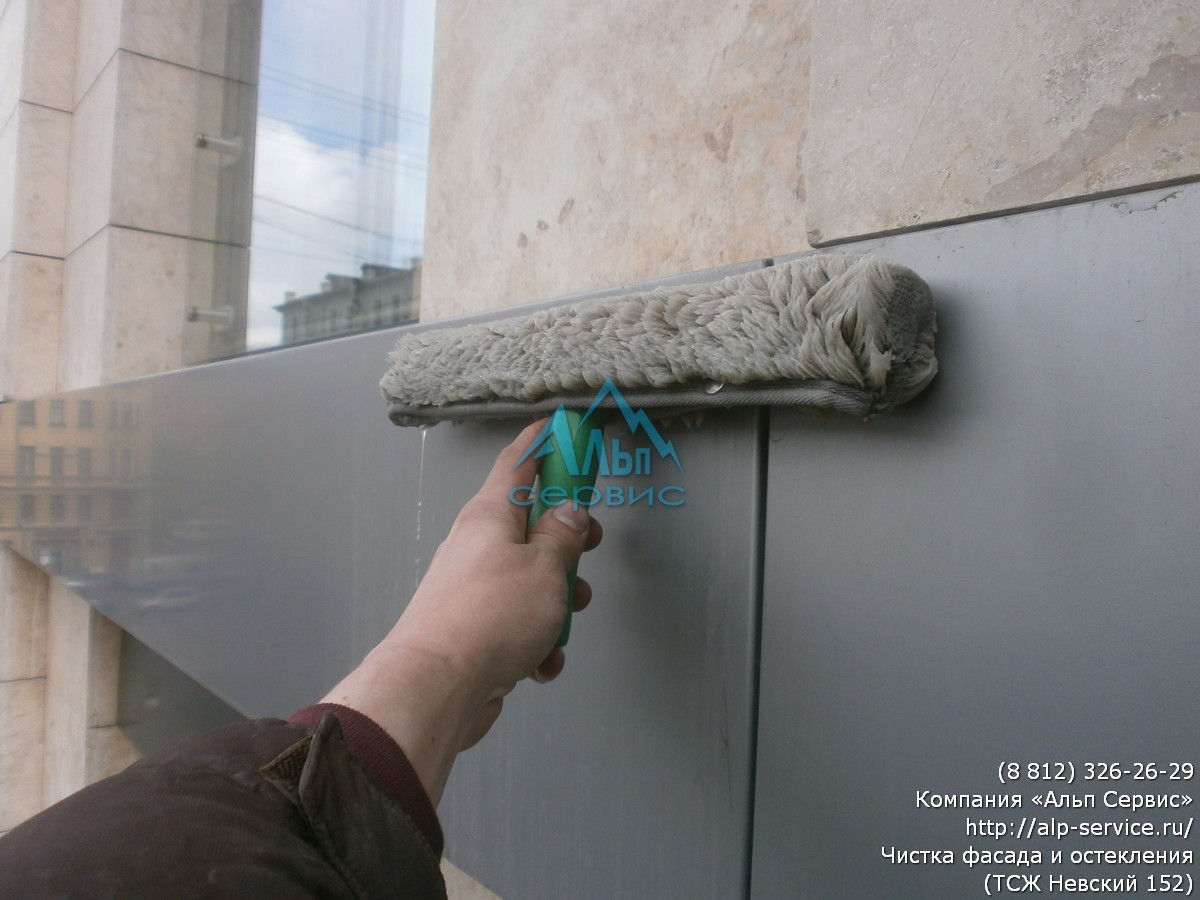 Альп
сервис
(8 812) 326-26-29
Компания «Альп Сервис»
http://alp-service.ru/
Чистка фасада и остекления
(ТСЖ Невский 152)